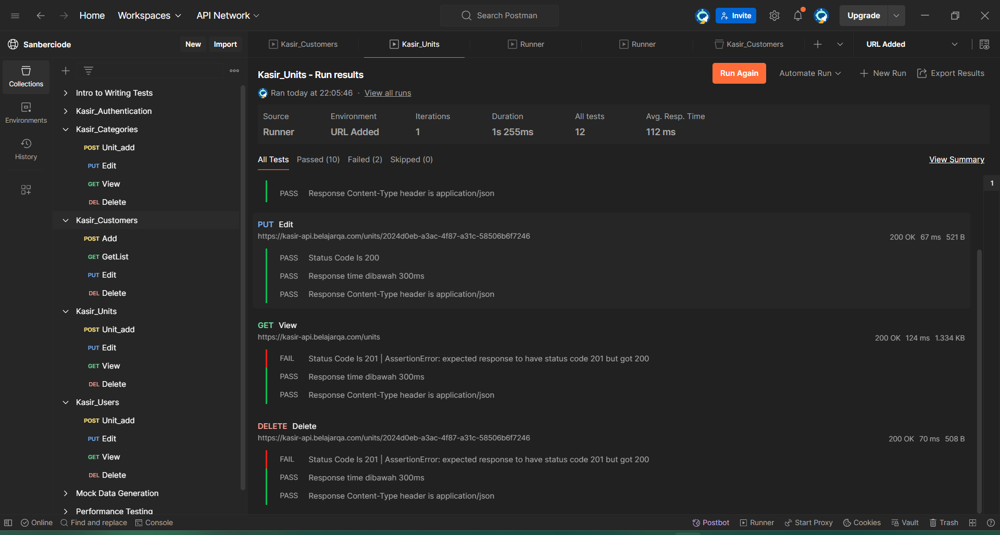 Home Workspaces API Network Search Postman Invite Upgrade
Sanberciode New Import Kasir_Customers Kasir_Units Runner Runner Kasir_Customers URL Added
Collections
Environments
History
Intro to Writing Tests
Kasir_Authentication
Kasir_Categories
POST Unit_add
PUT Edit
GET View
DEL Delete
Kasir_Customers
POST Add
GET GetList
PUT Edit
DEL Delete
Kasir_Units
POST Unit_add
PUT Edit
GET View
DEL Delete
Kasir_Users
POST Unit_add
PUT Edit
GET View
DEL Delete
Mock Data Generation
Performance Testing
Kasir_Units - Run results
Run Again Automate Run New Run Export Results
Ran today at 22:05:46 · View all runs
Source Environment Iterations Duration All tests Avg. Resp. Time
Runner URL Added 1 1s 255ms 12 112 ms
All Tests Passed (10) Failed (2) Skipped (0) View Summary
1
PASS Response Content-Type header is application/json
PUT Edit
https://kasir-api.belajarqa.com/units/2024d0eb-a3ac-4f87-a31c-58506b6f7246
200 OK 67 ms 521 B
PASS Status Code Is 200
PASS Response time dibawah 300ms
PASS Response Content-Type header is application/json
GET View
https://kasir-api.belajarqa.com/units
200 OK 124 ms 1.334 KB
FAIL Status Code Is 201 | AssertionError: expected response to have status code 201 but got 200
PASS Response time dibawah 300ms
PASS Response Content-Type header is application/json
DELETE Delete
https://kasir-api.belajarqa.com/units/2024d0eb-a3ac-4f87-a31c-58506b6f7246
200 OK 70 ms 508 B
FAIL Status Code Is 201 | AssertionError: expected response to have status code 201 but got 200
PASS Response time dibawah 300ms
PASS Response Content-Type header is application/json
Online Find and replace Console Postbot Runner Start Proxy Cookies Vault Trash